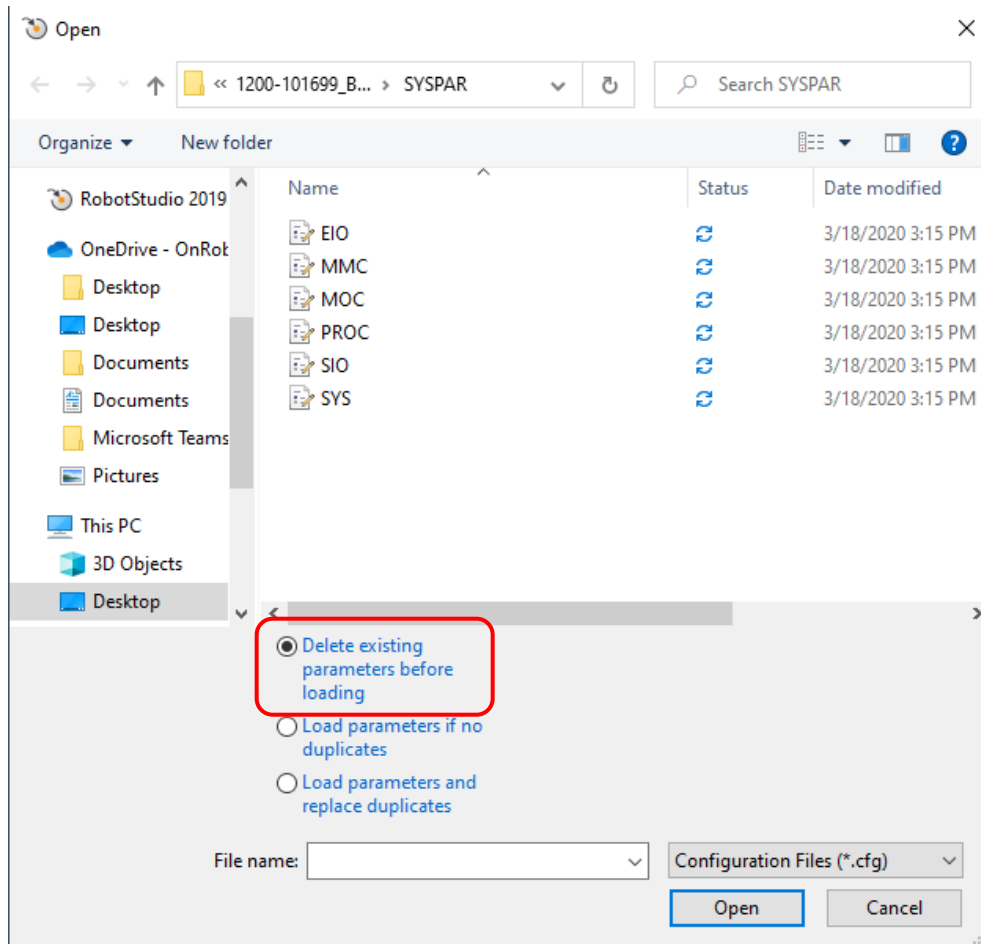 Open
« 1200-101699_B... › SYSPAR
Search SYSPAR
Organize
New folder
Name
Status
Date modified
RobotStudio 2019
OneDrive - OnRob
Desktop
Desktop
Documents
Documents
Microsoft Teams
Pictures
This PC
3D Objects
Desktop
EIO 3/18/2020 3:15 PM
MMC 3/18/2020 3:15 PM
MOC 3/18/2020 3:15 PM
PROC 3/18/2020 3:15 PM
SIO 3/18/2020 3:15 PM
SYS 3/18/2020 3:15 PM
Delete existing
parameters before
loading
Load parameters if no
duplicates
Load parameters and
replace duplicates
File name:
Configuration Files (*.cfg)
Open
Cancel